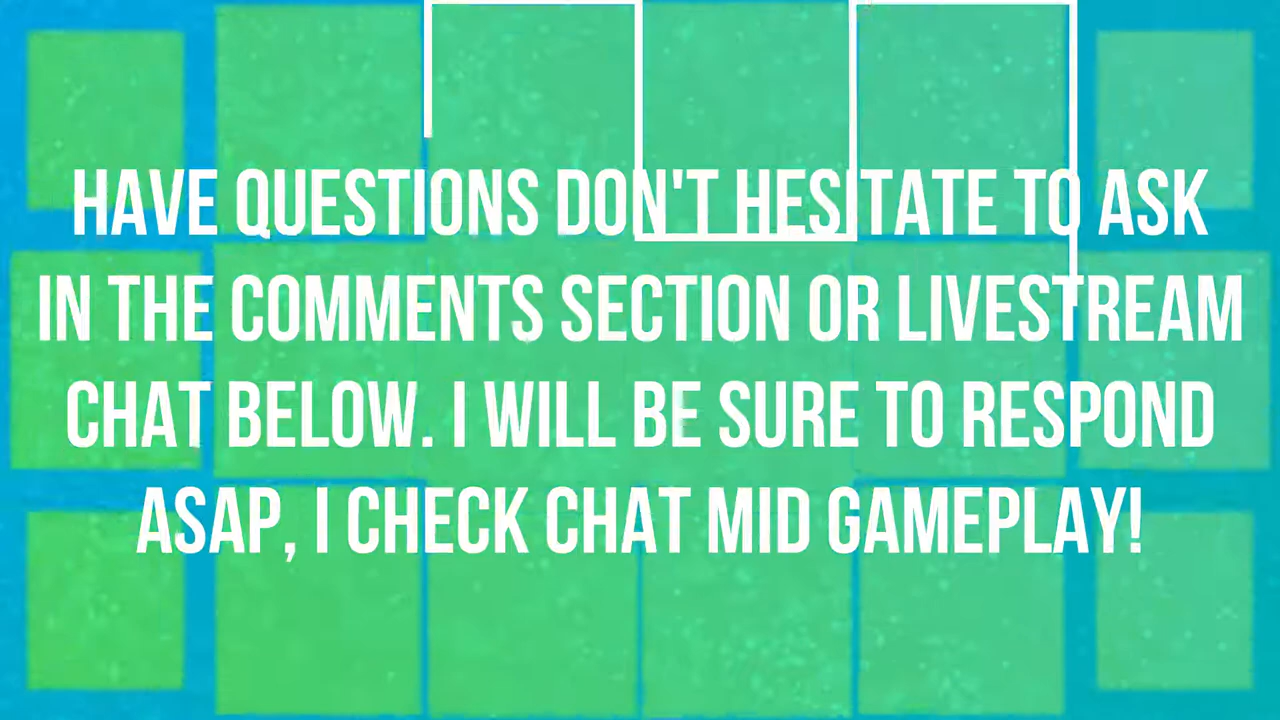 HAVE QUESTIONS DON'T HESITATE TO ASK
IN THE COMMENTS SECTION OR LIVESTREAM
CHAT BELOW. I WILL BE SURE TO RESPOND
ASAP, I CHECK CHAT MID GAMEPLAY!